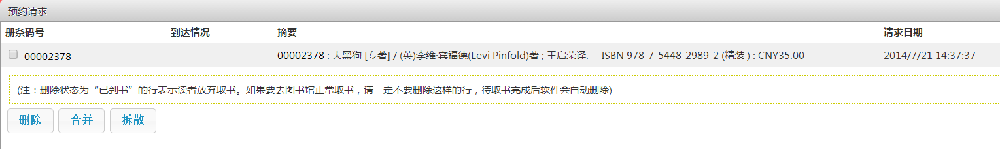 预约请求
册条码号 到达情况 摘要 请求日期
00002378 00002378 : 大黑狗 [专著] / (英)李维·宾福德(Levi Pinfold)著 ; 王启荣译. -- ISBN 978-7-5448-2989-2 (精装 ) : CNY35.00 2014/7/21 14:37:37
(注：删除状态为“已到书”的行表示读者放弃取书。如果要去图书馆正常取书，请一定不要删除这样的行，待取书完成后软件会自动删除)
删除 合并 拆散